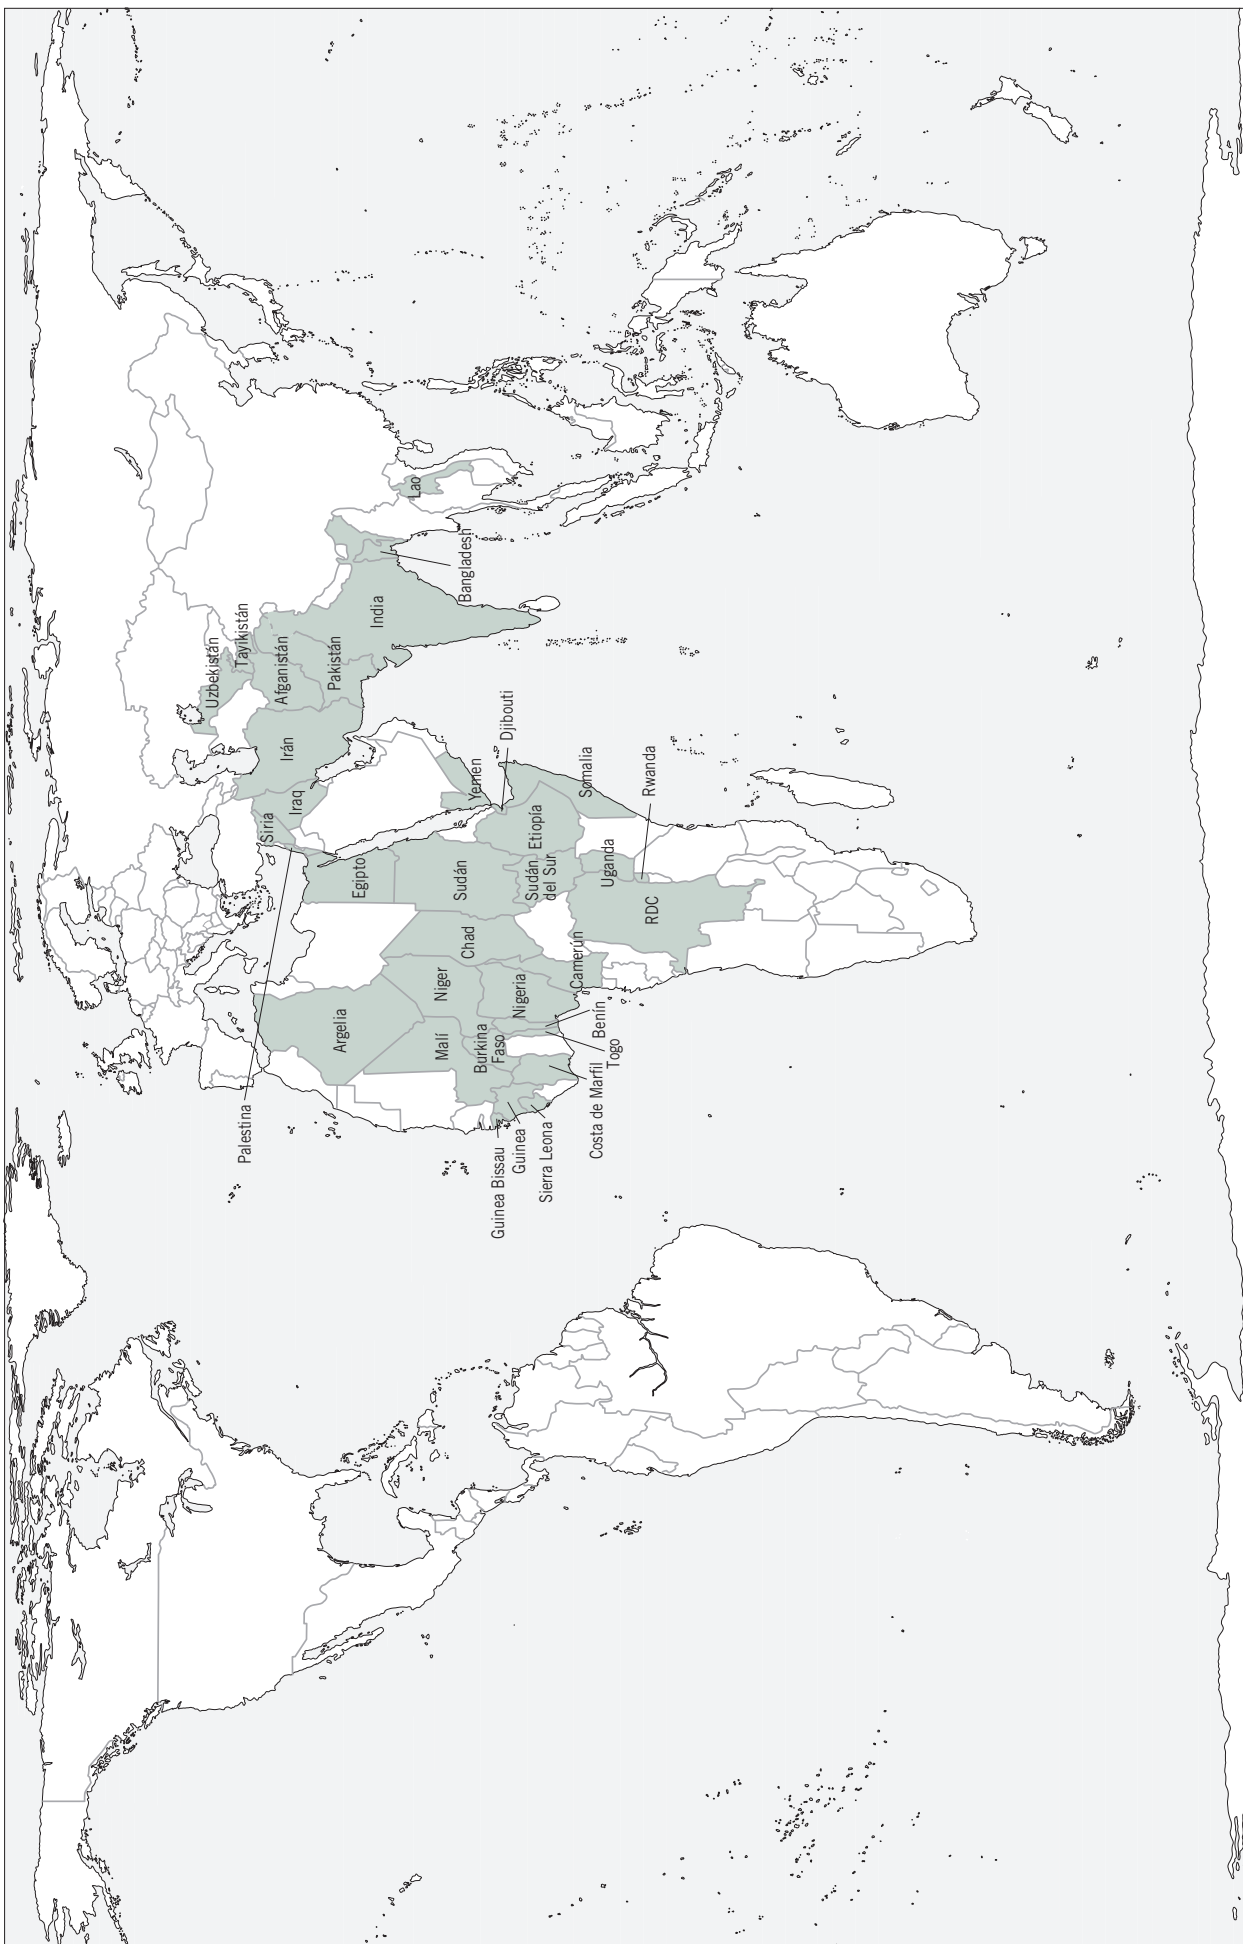 Uzbekistán
Tayikistán
Palestina
Siria
Iraq
Irán
Afganistán
Pakistán
Argelia
Egipto
India
Lao
Malí
Niger
Chad
Sudán
Yemen
Bangladesh
Burkina
Faso
Nigeria
Sudán
del Sur
Etiopía
Djibouti
Guinea Bissau
Guinea
Sierra Leona
Costa de Marfil
Togo
Benín
Camerún
Uganda
Somalia
RDC
Rwanda